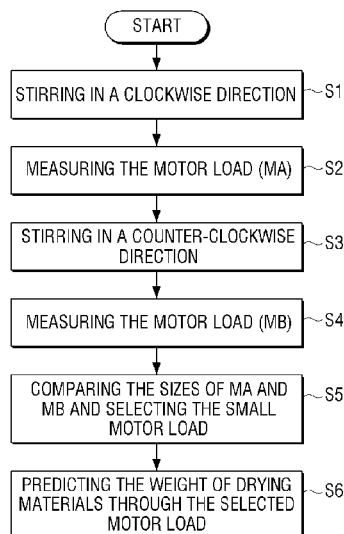 START
STIRRING IN A CLOCKWISE DIRECTION
S1
MEASURING THE MOTOR LOAD (MA)
S2
STIRRING IN A COUNTER-CLOCKWISE
DIRECTION
S3
MEASURING THE MOTOR LOAD (MB)
S4
COMPARING THE SIZES OF MA AND
MB AND SELECTING THE SMALL
MOTOR LOAD
S5
PREDICTING THE WEIGHT OF DRYING
MATERIALS THROUGH THE SELECTED
MOTOR LOAD
S6